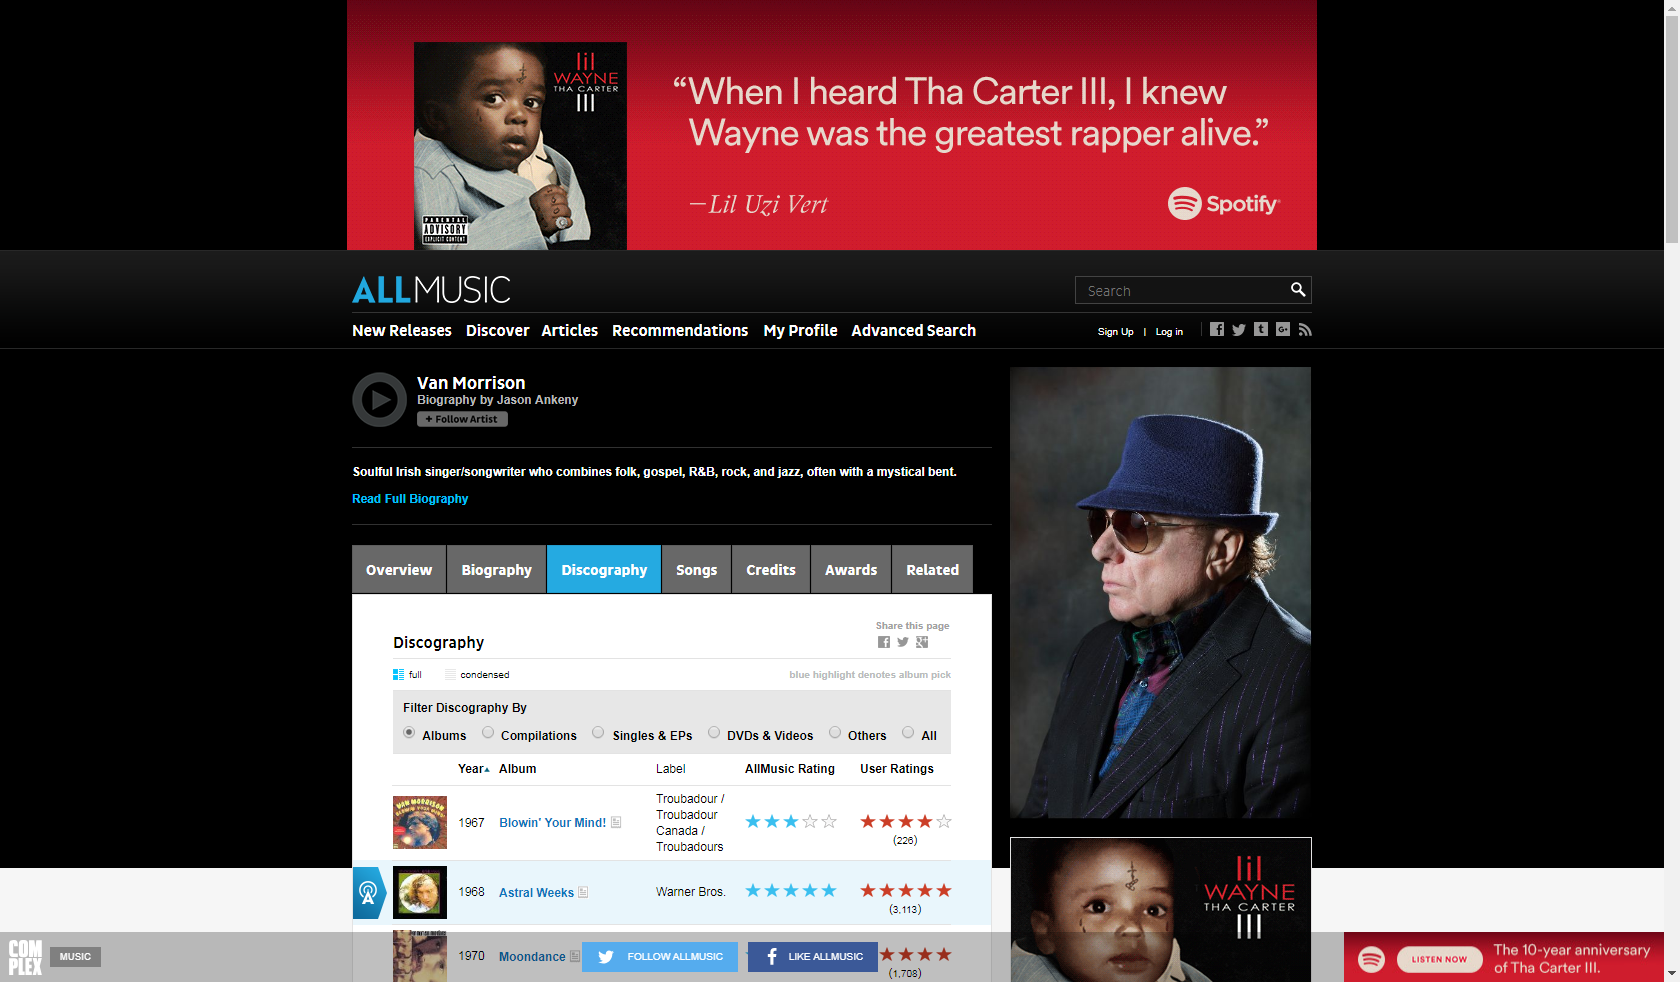 lil
WAYNE
THA CARTER
III
PARENTAL
ADVISORY
EXPLICIT CONTENT
“When I heard Tha Carter III, I knew
Wayne was the greatest rapper alive.”
—Lil Uzi Vert
Spotify
ALLMUSIC
Search
New Releases Discover Articles Recommendations My Profile Advanced Search
Sign Up | Log in
Van Morrison
Biography by Jason Ankeny
+ Follow Artist
Soulful Irish singer/songwriter who combines folk, gospel, R&B, rock, and jazz, often with a mystical bent.
Read Full Biography
Overview Biography Discography Songs Credits Awards Related
Share this page
Discography
full condensed blue highlight denotes album pick
Filter Discography By
Albums Compilations Singles & EPs DVDs & Videos Others All
Year Album Label AllMusic Rating User Ratings
VAN MORRISON
1967 Blowin' Your Mind! Troubadour /
Troubadour
Canada /
Troubadours
(226)
1968 Astral Weeks Warner Bros.
(3,113)
1970 Moondance
(1,708)
lil
WAYNE
THA CARTER
III
COM
PLEX
MUSIC
FOLLOW ALLMUSIC
LIKE ALLMUSIC
LISTEN NOW
The 10-year anniversary
of Tha Carter III.